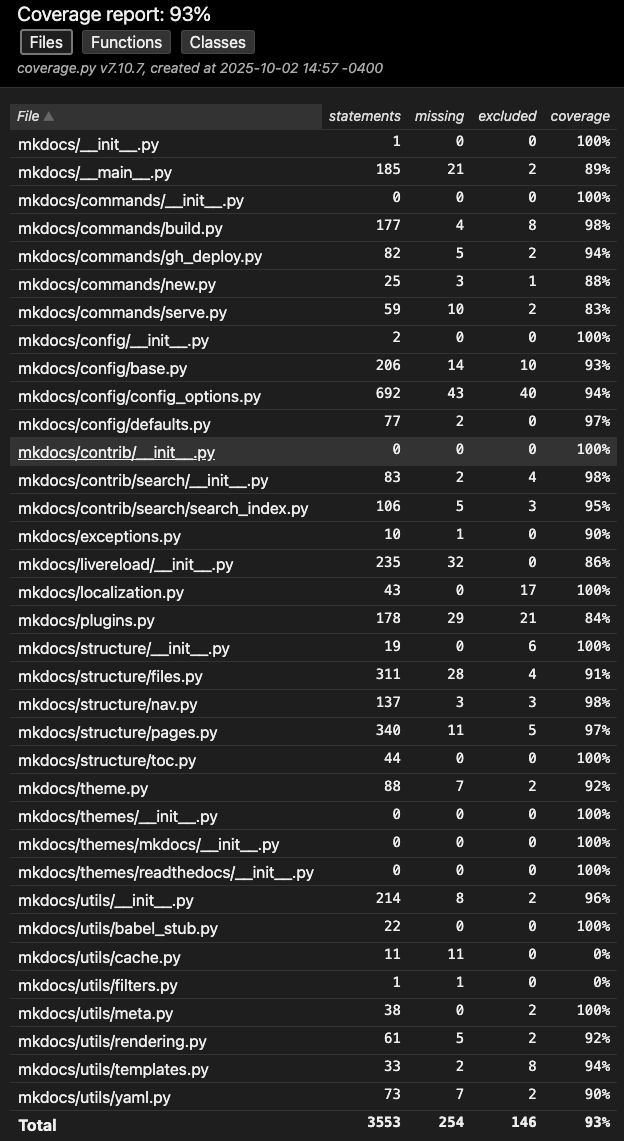 Coverage report: 93%
Files Functions Classes
coverage.py v7.10.7, created at 2025-10-02 14:57 -0400
File ▲ statements missing excluded coverage
mkdocs/__init__.py 1 0 0 100%
mkdocs/__main__.py 185 21 2 89%
mkdocs/commands/__init__.py 0 0 0 100%
mkdocs/commands/build.py 177 4 8 98%
mkdocs/commands/gh_deploy.py 82 5 2 94%
mkdocs/commands/new.py 25 3 1 88%
mkdocs/commands/serve.py 59 10 2 83%
mkdocs/config/__init__.py 2 0 0 100%
mkdocs/config/base.py 206 14 10 93%
mkdocs/config/config_options.py 692 43 40 94%
mkdocs/config/defaults.py 77 2 0 97%
mkdocs/contrib/__init__.py 0 0 0 100%
mkdocs/contrib/search/__init__.py 83 2 4 98%
mkdocs/contrib/search/search_index.py 106 5 3 95%
mkdocs/exceptions.py 10 1 0 90%
mkdocs/livereload/__init__.py 235 32 0 86%
mkdocs/localization.py 43 0 17 100%
mkdocs/plugins.py 178 29 21 84%
mkdocs/structure/__init__.py 19 0 6 100%
mkdocs/structure/files.py 311 28 4 91%
mkdocs/structure/nav.py 137 3 3 98%
mkdocs/structure/pages.py 340 11 5 97%
mkdocs/structure/toc.py 44 0 0 100%
mkdocs/theme.py 88 7 2 92%
mkdocs/themes/__init__.py 0 0 0 100%
mkdocs/themes/mkdocs/__init__.py 0 0 0 100%
mkdocs/themes/readthedocs/__init__.py 0 0 0 100%
mkdocs/utils/__init__.py 214 8 2 96%
mkdocs/utils/babel_stub.py 22 0 0 100%
mkdocs/utils/cache.py 11 11 0 0%
mkdocs/utils/filters.py 1 1 0 0%
mkdocs/utils/meta.py 38 0 2 100%
mkdocs/utils/rendering.py 61 5 2 92%
mkdocs/utils/templates.py 33 2 8 94%
mkdocs/utils/yaml.py 73 7 2 90%
Total 3553 254 146 93%